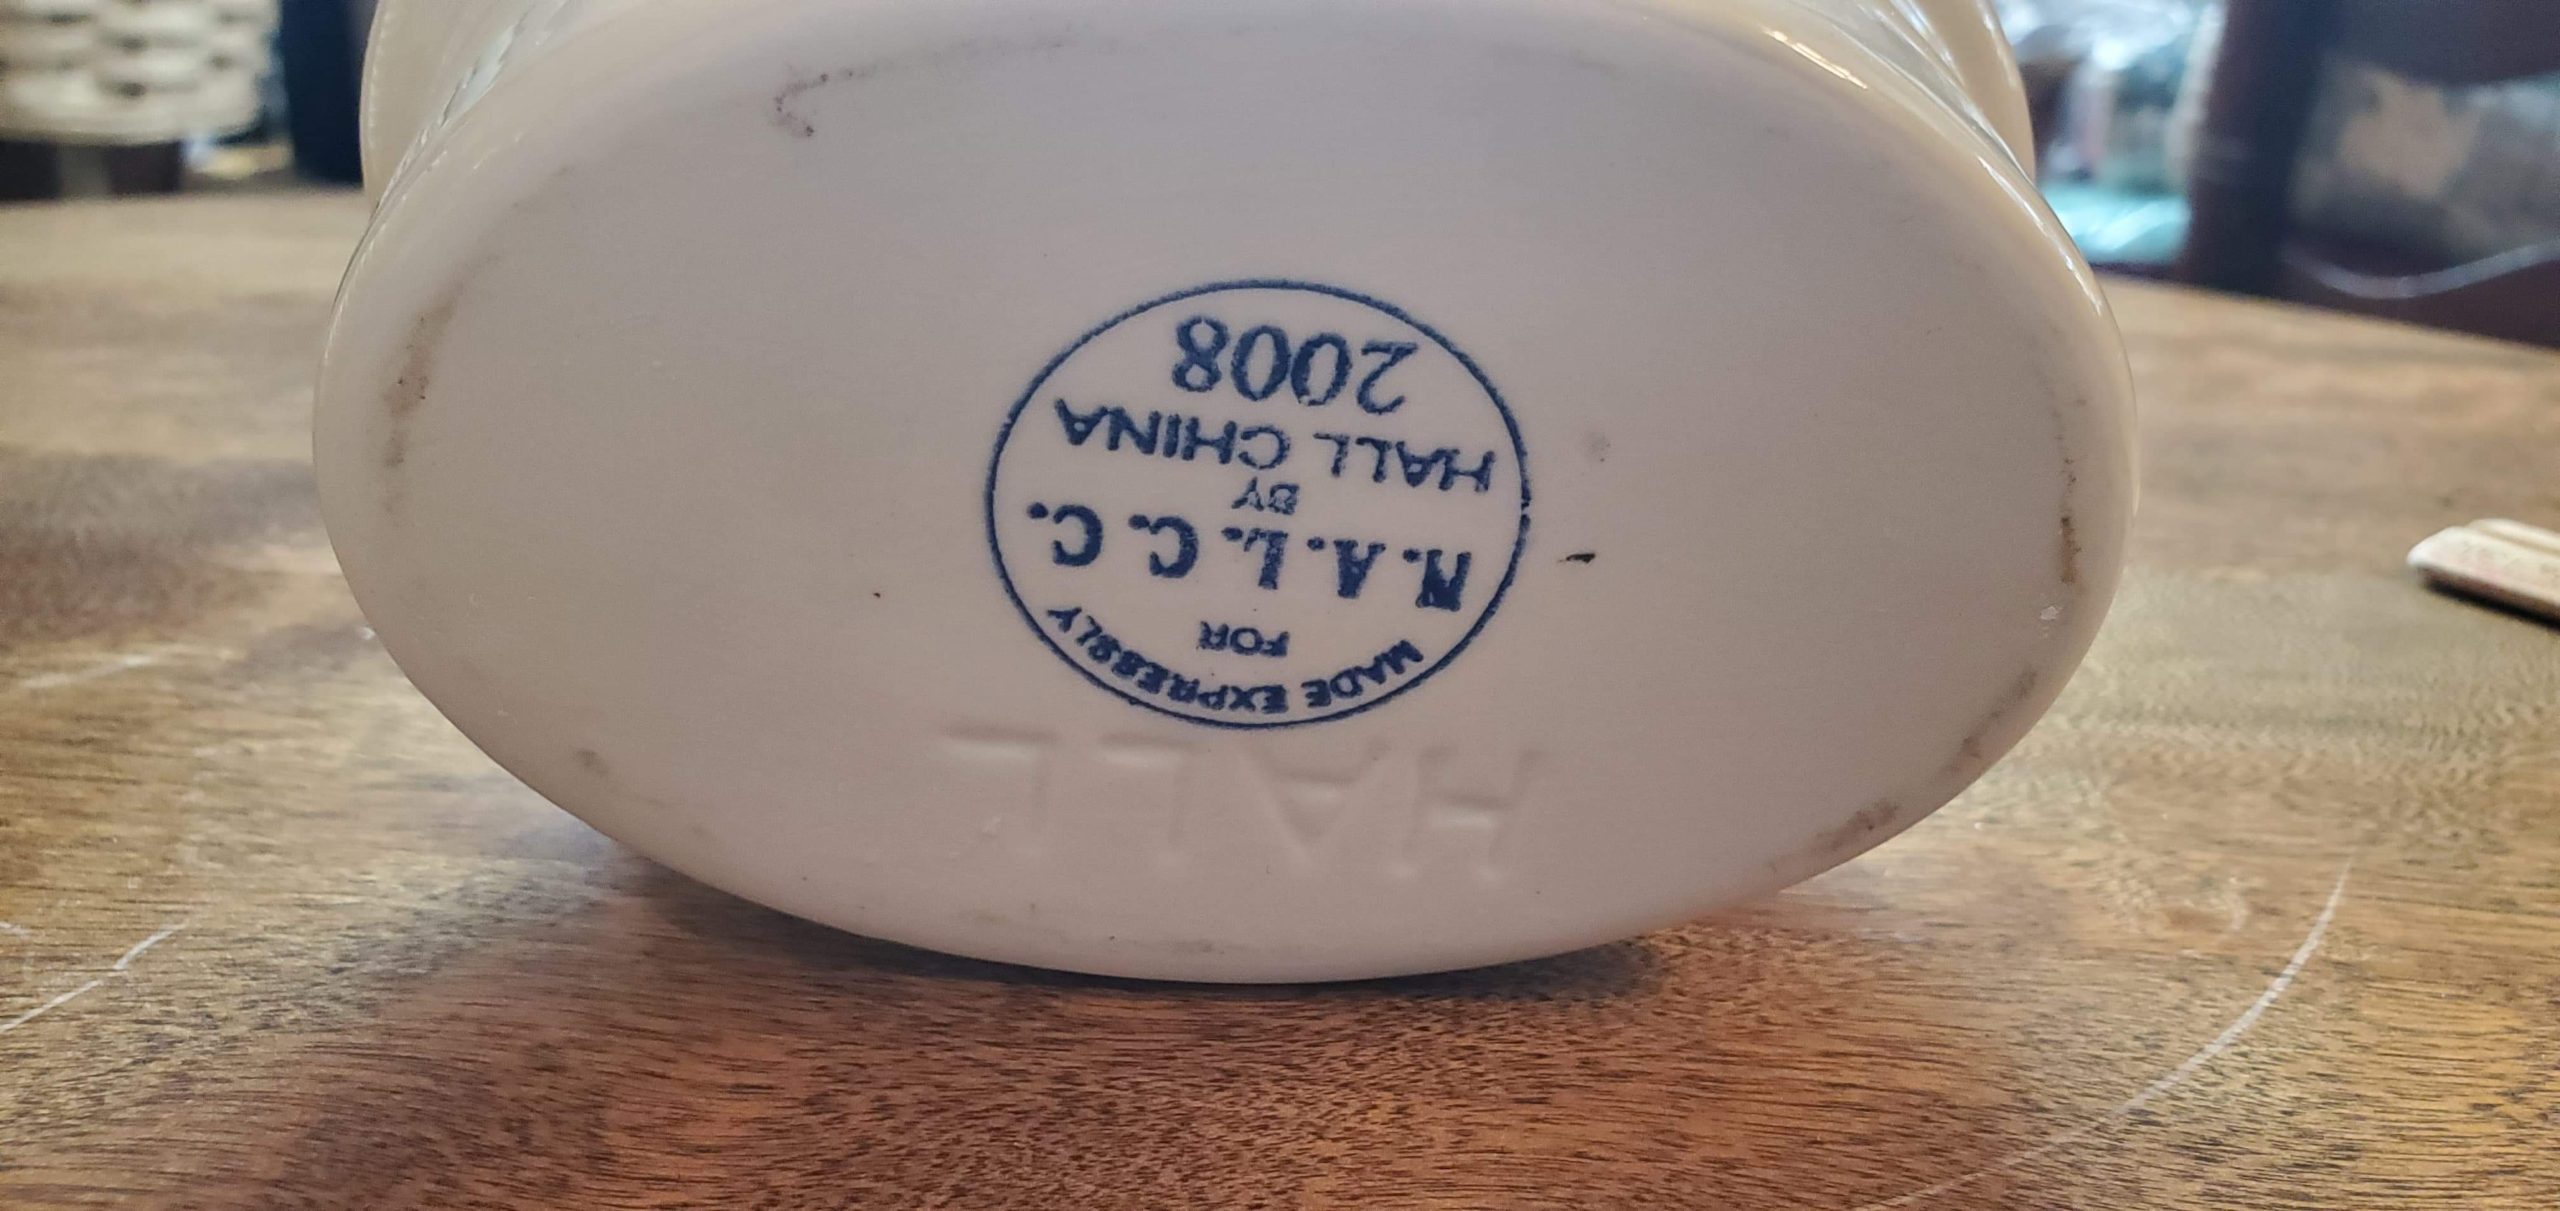 MADE EXPRESSLY
FOR
N.A.L.C.C.
BY
HALL CHINA
2008
HALL